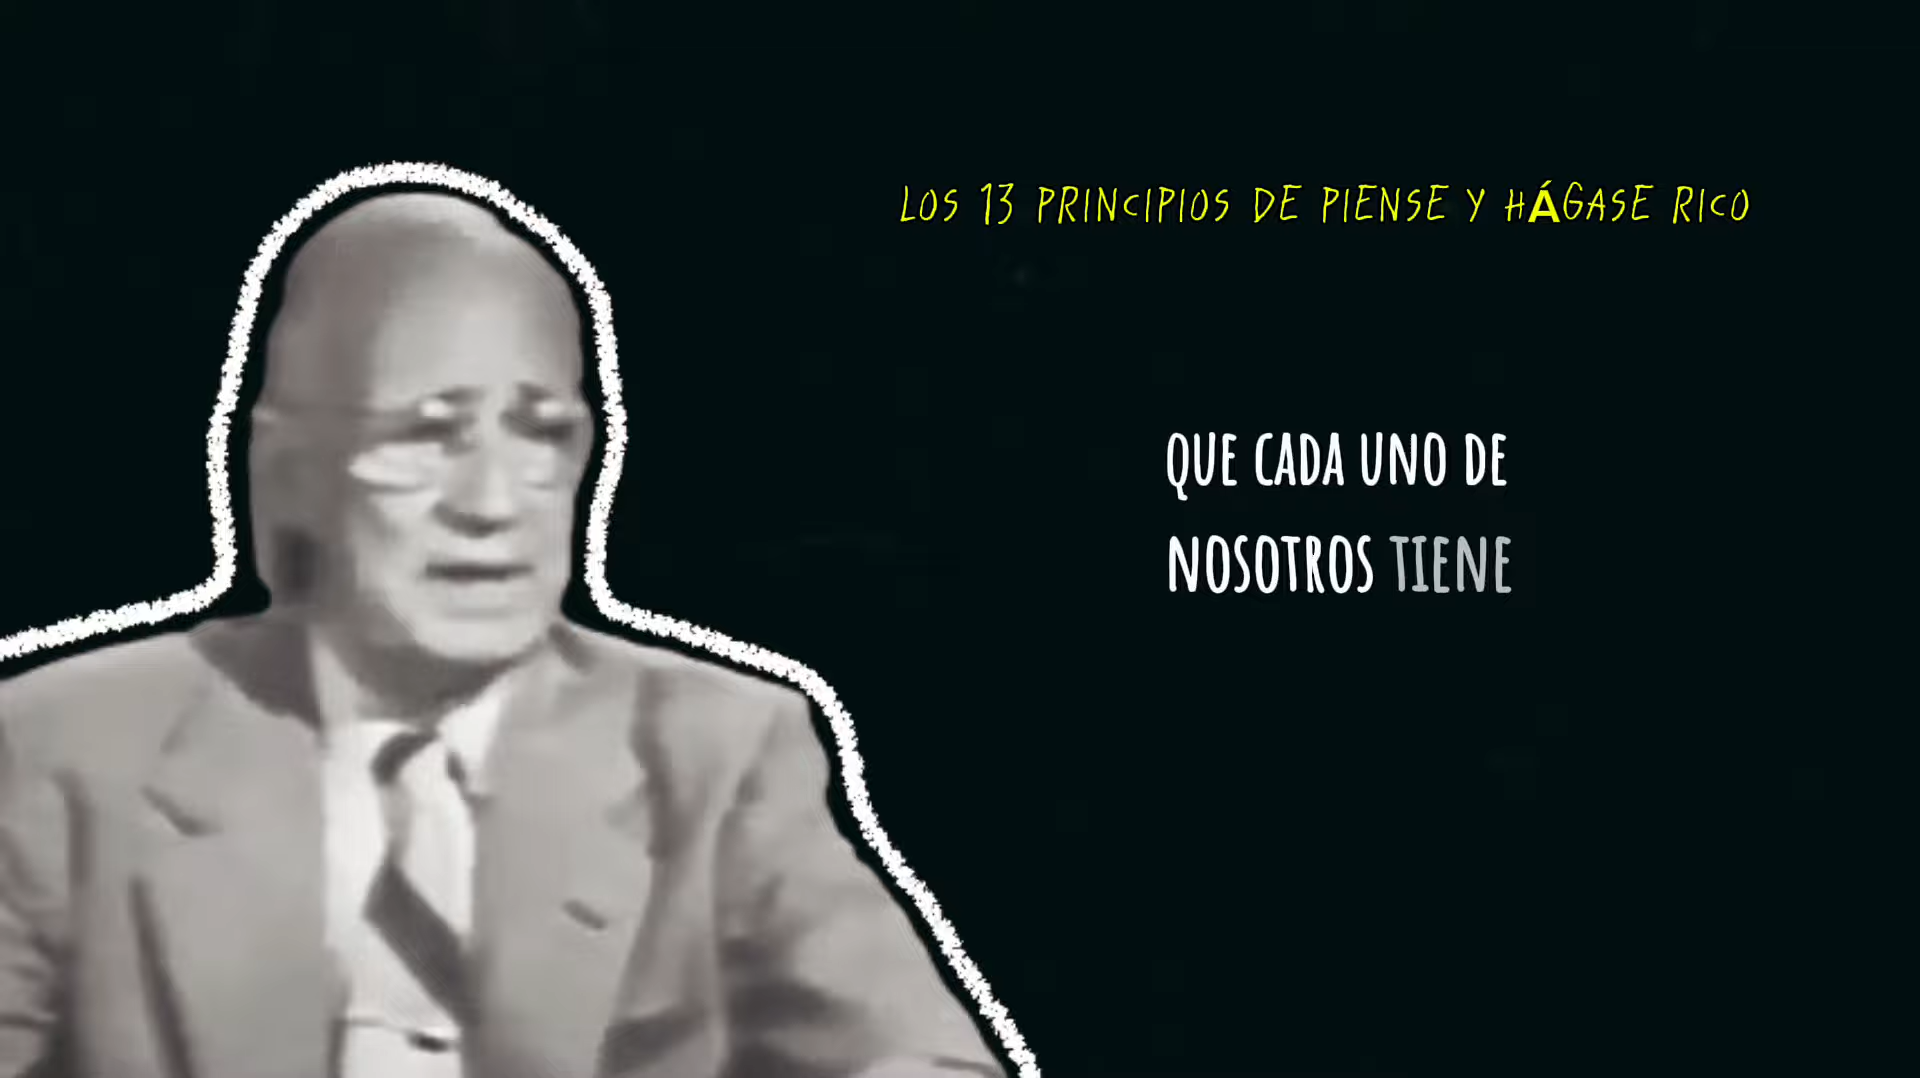 LOS 13 PRINCIPIOS DE PIENSE Y HÁGASE RICO
QUE CADA UNO DE
NOSOTROS TIENE